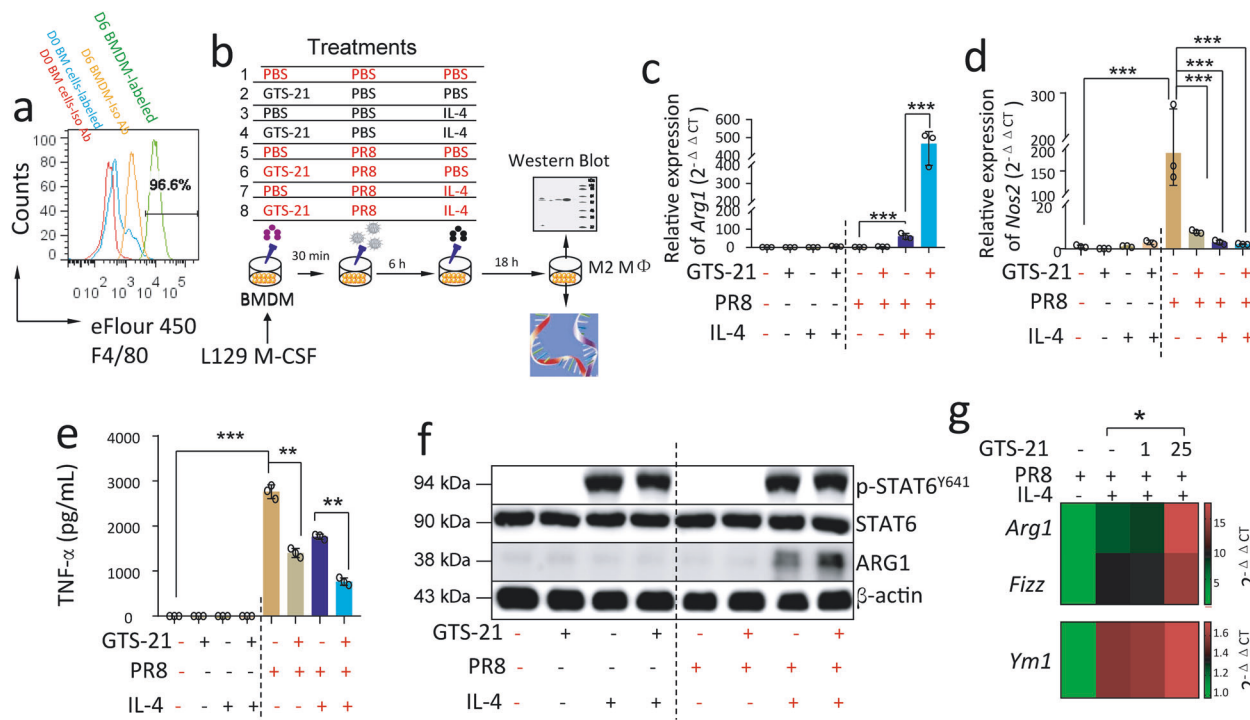 a
D0 BM cells-Iso Ab
D0 BM cells-labeled
D6 BMDM-Iso Ab
D6 BMDM-labeled
Counts
100
80
60
40
20
0
96.6%
0 10² 10³ 10⁴ 10⁵
eFlour 450
F4/80
b
Treatments
1 PBS PBS PBS
2 GTS-21 PBS PBS
3 PBS PBS IL-4
4 GTS-21 PBS IL-4
5 PBS PR8 PBS
6 GTS-21 PR8 PBS
7 PBS PR8 IL-4
8 GTS-21 PR8 IL-4
Western Blot
30 min
6 h
18 h
M2 MΦ
BMDM
L129 M-CSF
c
Relative expression
of Arg1 (2^-ΔΔCT)
600
500
400
300
200
100
0
***
***
GTS-21 - + - + - + - +
PR8 - - - - + + + +
IL-4 - - + + - - + +
d
Relative expression
of Nos2 (2^-ΔΔCT)
300
200
200
150
100
20
0
***
***
***
***
GTS-21 - + - + - + - +
PR8 - - - - + + + +
IL-4 - - + + - - + +
e
TNF-α (pg/mL)
4000
3000
2000
1000
0
***
**
**
GTS-21 - + - + - + - +
PR8 - - - - + + + +
IL-4 - - + + - - + +
f
94 kDa p-STAT6^Y641
90 kDa STAT6
38 kDa ARG1
43 kDa β-actin
GTS-21 - + - + - + - +
PR8 - - - - + + + +
IL-4 - - + + - - + +
g
*
GTS-21 - - 1 25
PR8 + + + +
IL-4 - + + +
Arg1
Fizz
Ym1
15
10
5
2^-ΔΔCT
1.6
1.4
1.2
1.0
2^-ΔΔCT